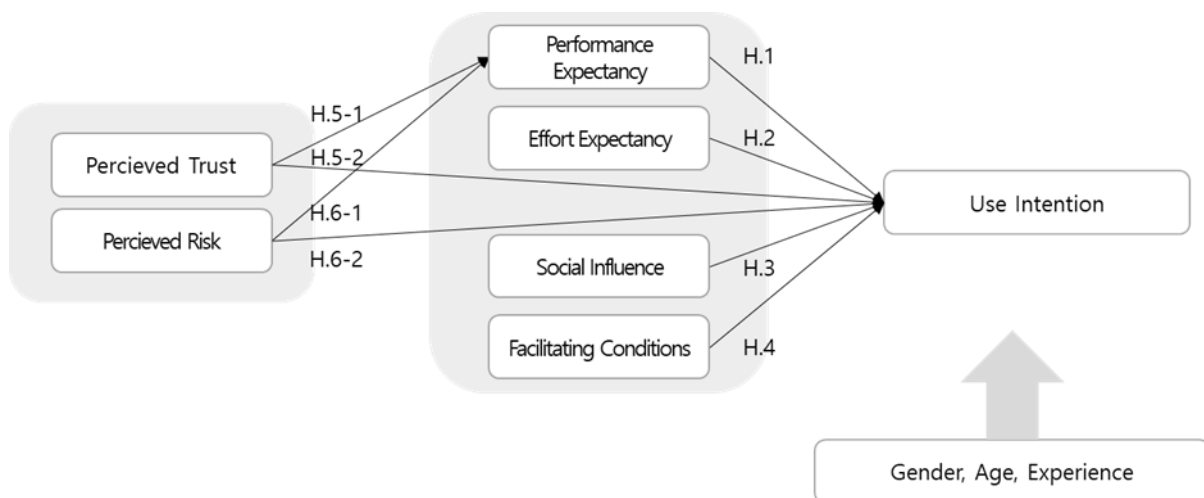 Performance
Expectancy
H.1
H.5-1
Effort Expectancy
H.2
Percieved Trust
H.5-2
Use Intention
H.6-1
Percieved Risk
H.6-2
Social Influence
H.3
Facilitating Conditions
H.4
Gender, Age, Experience